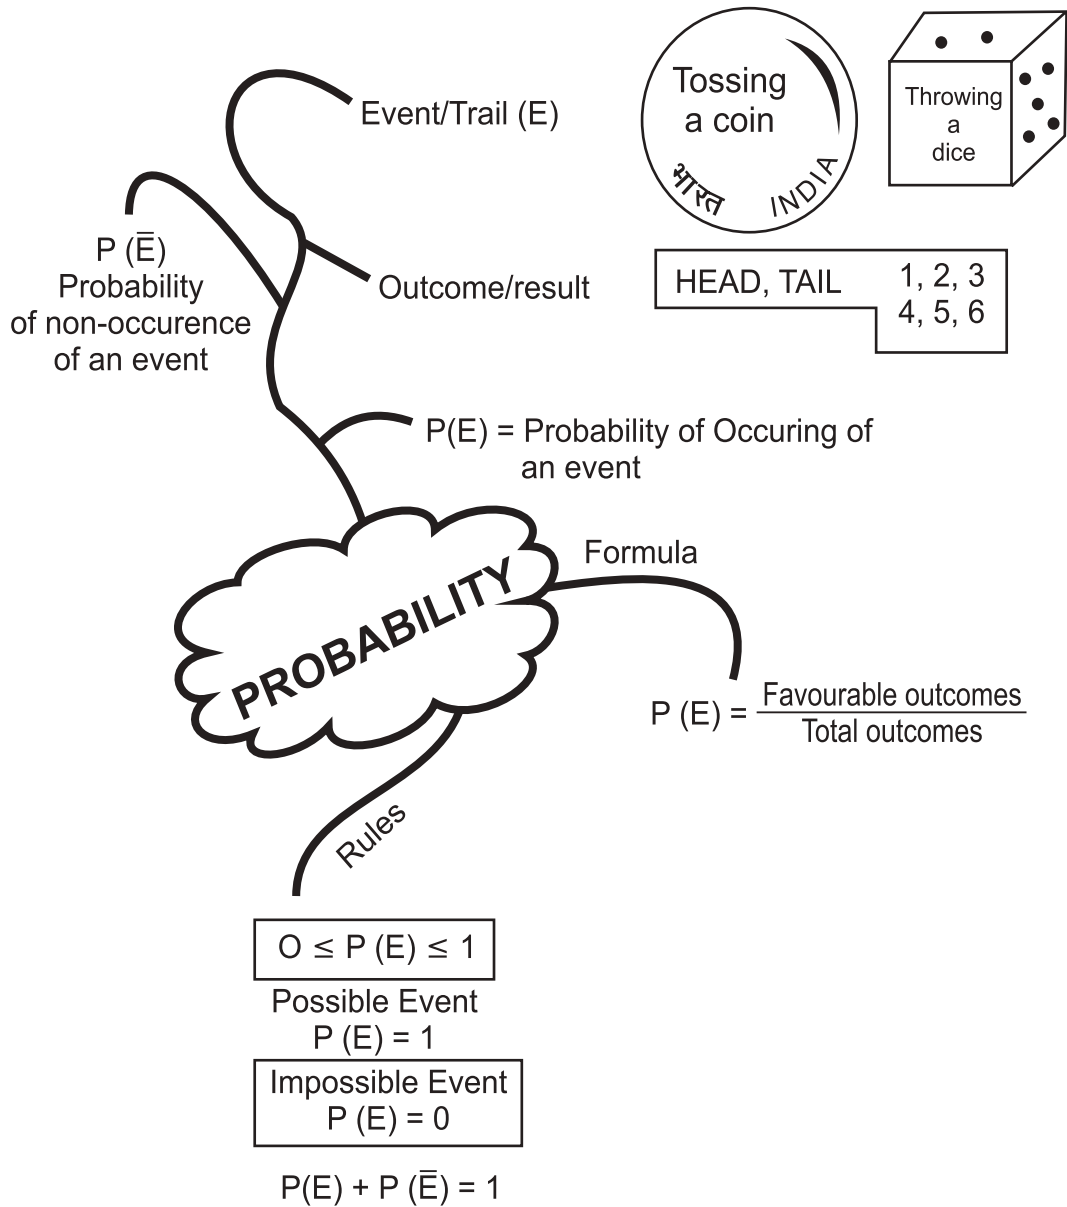 Event/Trail (E)
Tossing
a coin
भारत
INDIA
Throwing
a
dice
P (E̅)
Probability
of non-occurence
of an event
Outcome/result
HEAD, TAIL
1, 2, 3
4, 5, 6
P(E) = Probability of Occuring of
an event
PROBABILITY
Formula
P (E) = Favourable outcomes
Total outcomes
Rules
O ≤ P (E) ≤ 1
Possible Event
P (E) = 1
Impossible Event
P (E) = 0
P(E) + P (E̅) = 1